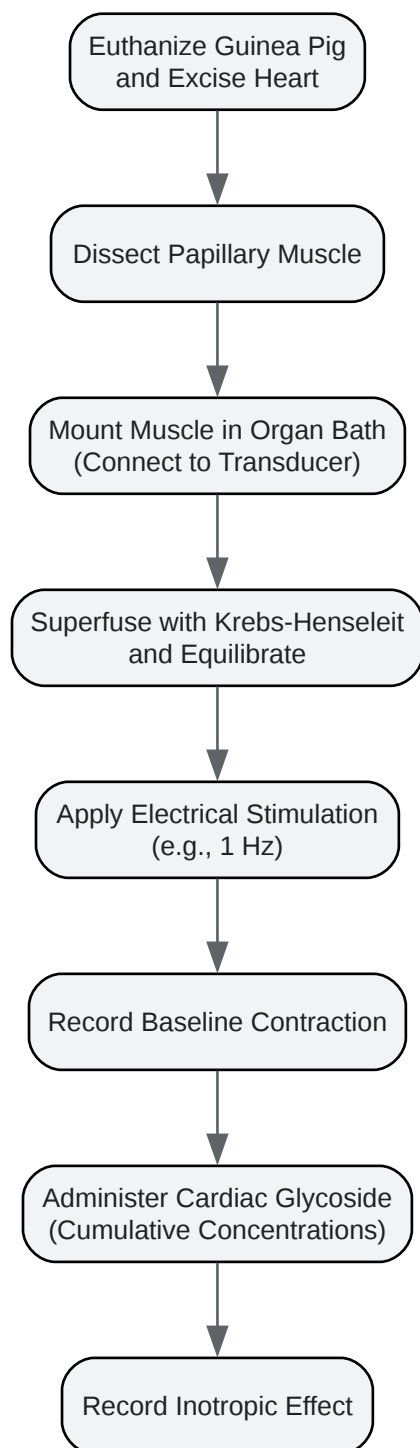 Euthanize Guinea Pig
and Excise Heart
Dissect Papillary Muscle
Mount Muscle in Organ Bath
(Connect to Transducer)
Superfuse with Krebs-Henseleit
and Equilibrate
Apply Electrical Stimulation
(e.g., 1 Hz)
Record Baseline Contraction
Administer Cardiac Glycoside
(Cumulative Concentrations)
Record Inotropic Effect